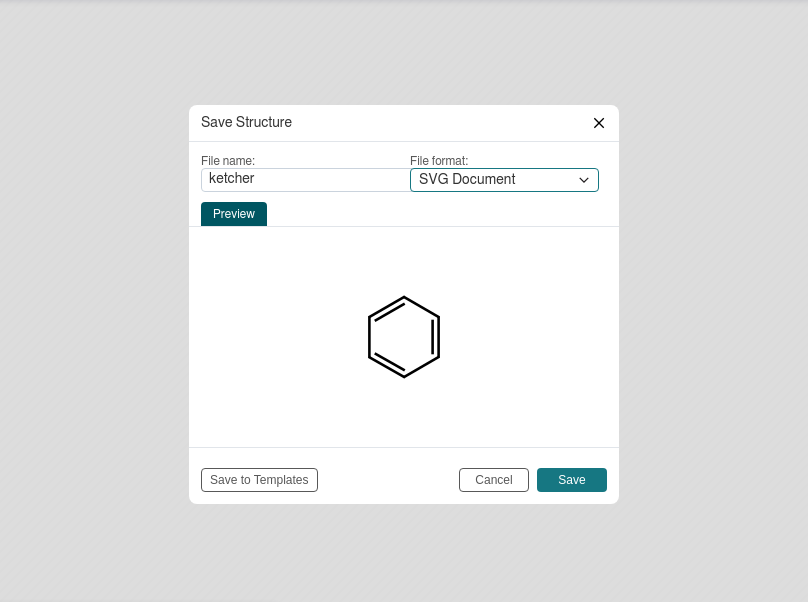 Save Structure
File name:
File format:
ketcher
SVG Document
Preview
Save to Templates
Cancel
Save